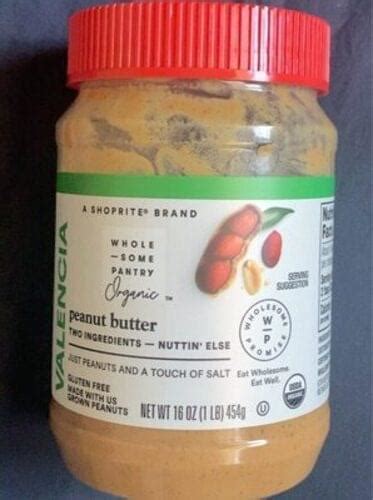 A SHOPRITE® BRAND
WHOLE
—SOME
PANTRY
Organic ™
VALENCIA
peanut butter
TWO INGREDIENTS — NUTTIN' ELSE
JUST PEANUTS AND A TOUCH OF SALT
GLUTEN FREE
MADE WITH US
GROWN PEANUTS
NET WT 16 OZ (1 LB) 454g
SERVING
SUGGESTION
WHOLESOME
W
P
PROMISE
Eat Wholesome.
Eat Well.
USDA
ORGANIC
U